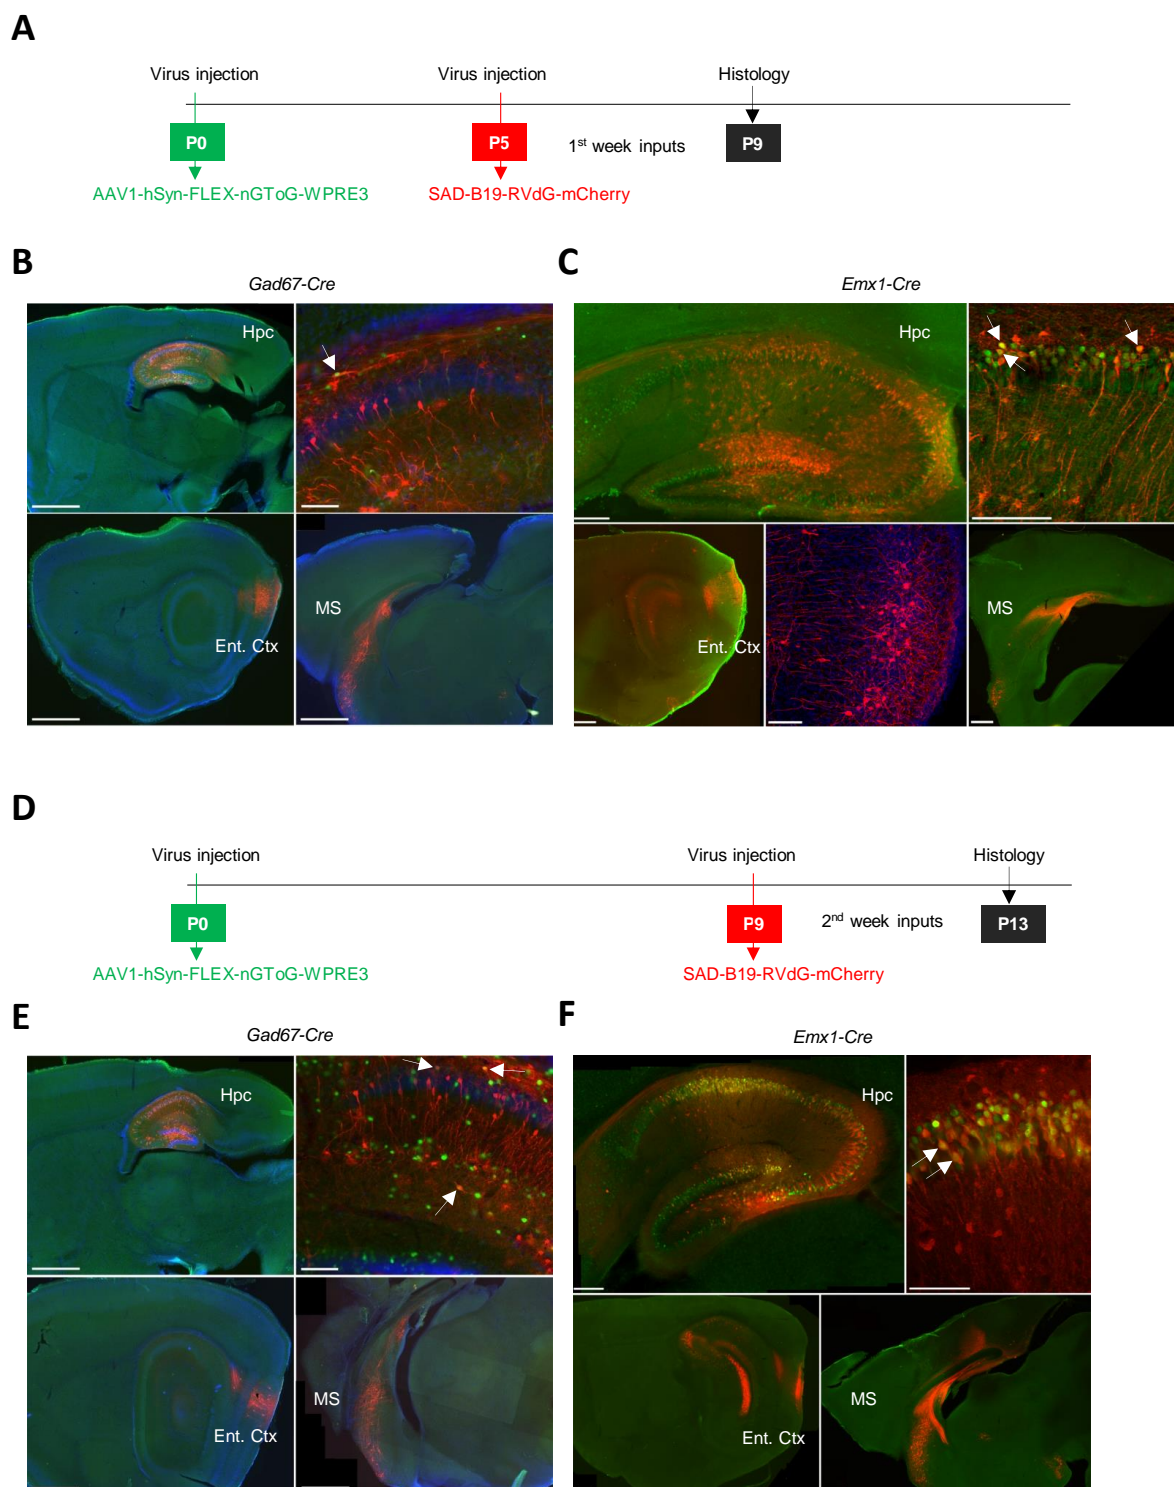 A
Virus injection
Virus injection
Histology
P0
P5
1st week inputs
P9
AAV1-hSyn-FLEX-nGToG-WPRE3
SAD-B19-RVdG-mCherry
B
C
Gad67-Cre
Emx1-Cre
Hpc
Hpc
MS
Ent. Ctx
Ent. Ctx
MS
D
Virus injection
Virus injection
Histology
P0
P9
2nd week inputs
P13
AAV1-hSyn-FLEX-nGToG-WPRE3
SAD-B19-RVdG-mCherry
E
F
Gad67-Cre
Emx1-Cre
Hpc
Hpc
MS
Ent. Ctx
MS
Ent. Ctx